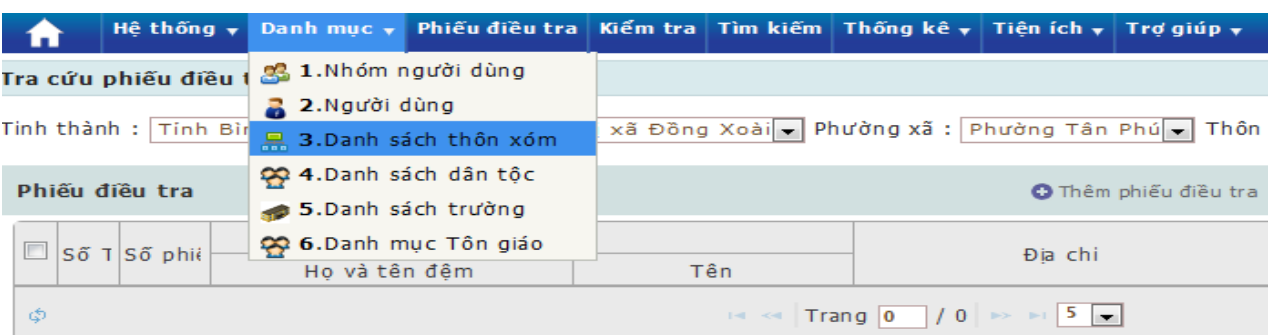 Hệ thống Danh mục Phiếu điều tra Kiểm tra Tìm kiếm Thống kê Tiện ích Trợ giúp
Tra cứu phiếu điều t
1.Nhóm người dùng
2.Người dùng
3.Danh sách thôn xóm
4.Danh sách dân tộc
5.Danh sách trường
6.Danh mục Tôn giáo
Tinh thành : Tỉnh Bìn xã Đồng Xoài Phường xã : Phường Tân Phú Thôn
Phiếu điều tra Thêm phiếu điều tra
Số T Số phiế Địa chi
Họ và tên đệm Tên
Trang 0 / 0 5